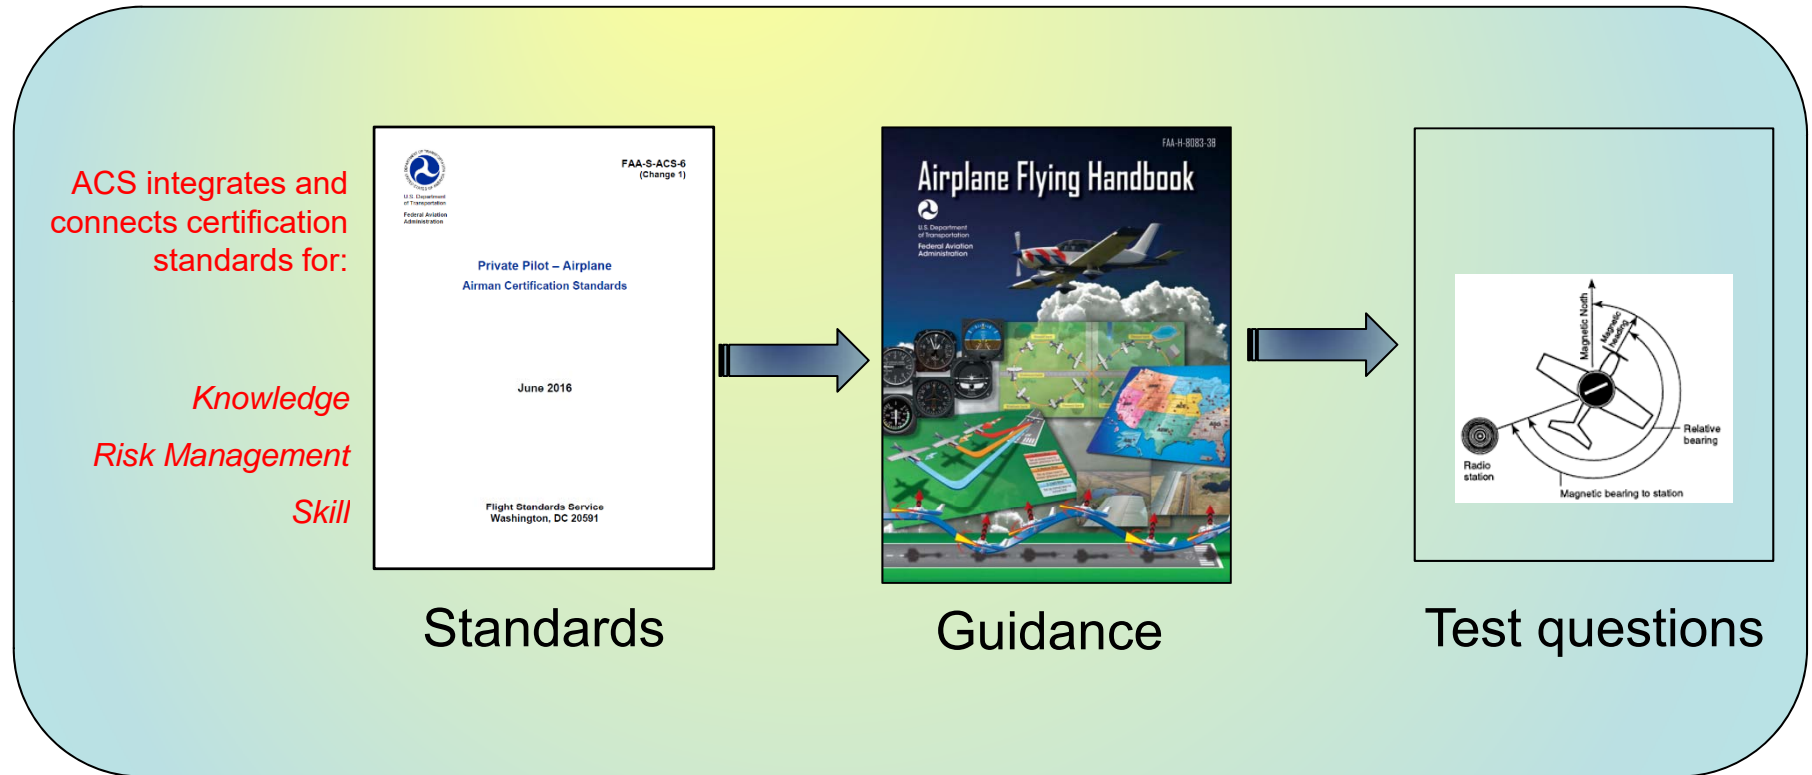 ACS integrates and
connects certification
standards for:
Knowledge
Risk Management
Skill
U.S. Department
of Transportation
Federal Aviation
Administration
FAA-S-ACS-6
(Change 1)
Private Pilot – Airplane
Airman Certification Standards
June 2016
Flight Standards Service
Washington, DC 20591
Standards
FAA-H-8083-3B
Airplane Flying Handbook
U.S. Department
of Transportation
Federal Aviation
Administration
Guidance
Magnetic North
Magnetic
heading
Radio
station
Relative
bearing
Magnetic bearing to station
Test questions